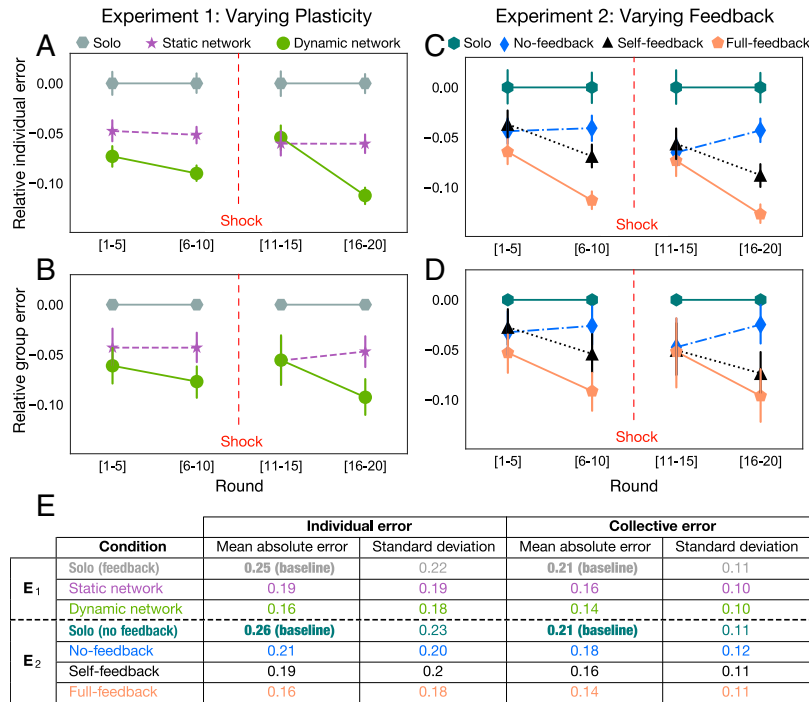 Experiment 1: Varying Plasticity
Experiment 2: Varying Feedback
A
Solo Static network Dynamic network
Relative individual error
0.00
−0.05
−0.10
Shock
[1-5] [6-10] [11-15] [16-20]
B
Relative group error
0.00
−0.05
−0.10
Shock
[1-5] [6-10] [11-15] [16-20]
Round
C
Solo No-feedback Self-feedback Full-feedback
0.00
−0.05
−0.10
Shock
[1-5] [6-10] [11-15] [16-20]
D
0.00
−0.05
−0.10
Shock
[1-5] [6-10] [11-15] [16-20]
Round
E
Individual error Collective error
Condition Mean absolute error Standard deviation Mean absolute error Standard deviation
E1
Solo (feedback) 0.25 (baseline) 0.22 0.21 (baseline) 0.11
Static network 0.19 0.19 0.16 0.10
Dynamic network 0.16 0.18 0.14 0.10
E2
Solo (no feedback) 0.26 (baseline) 0.23 0.21 (baseline) 0.11
No-feedback 0.21 0.20 0.18 0.12
Self-feedback 0.19 0.2 0.16 0.11
Full-feedback 0.16 0.18 0.14 0.11